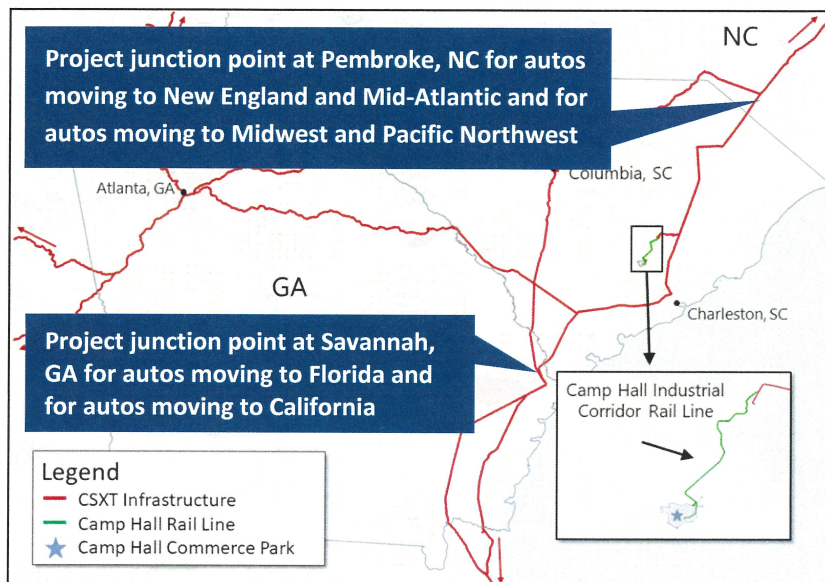 NC
Project junction point at Pembroke, NC for autos
moving to New England and Mid-Atlantic and for
autos moving to Midwest and Pacific Northwest
Columbia, SC
Atlanta, GA
GA
Charleston, SC
Project junction point at Savannah,
GA for autos moving to Florida and
for autos moving to California
Camp Hall Industrial
Corridor Rail Line
Legend
CSXT Infrastructure
Camp Hall Rail Line
Camp Hall Commerce Park